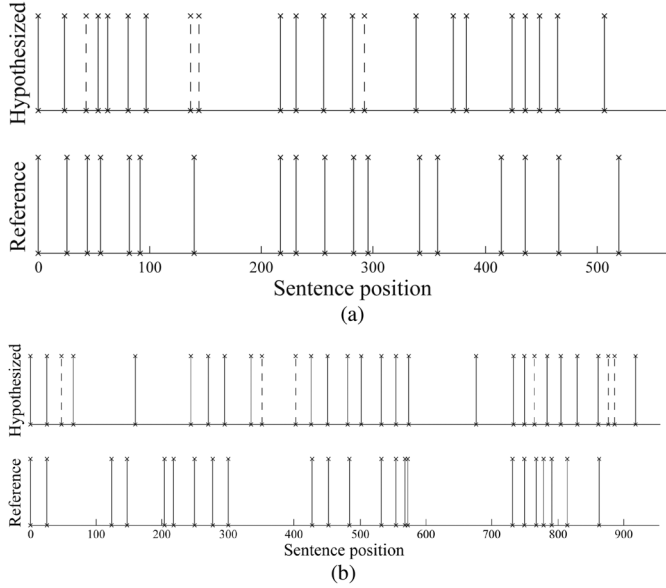 Hypothesized
Reference
0 100 200 300 400 500
Sentence position
(a)
Hypothesized
Reference
0 100 200 300 400 500 600 700 800 900
Sentence position
(b)